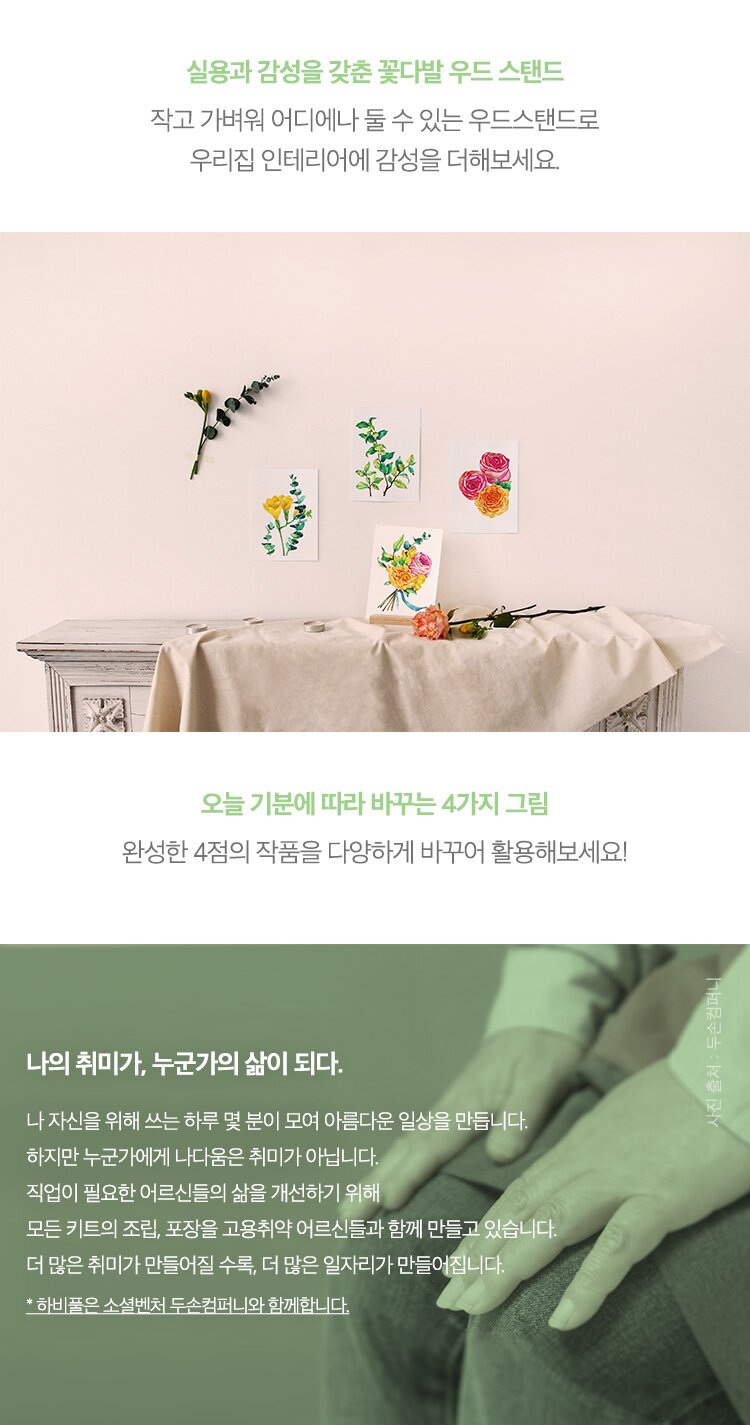 실용과 감성을 갖춘 꽃다발 우드 스탠드
작고 가벼워 어디에나 둘 수 있는 우드스탠드로
우리집 인테리어에 감성을 더해보세요.
오늘 기분에 따라 바꾸는 4가지 그림
완성한 4점의 작품을 다양하게 바꾸어 활용해보세요!
사진 출처 : 두손컴퍼니
나의 취미가, 누군가의 삶이 되다.
나 자신을 위해 쓰는 하루 몇 분이 모여 아름다운 일상을 만듭니다.
하지만 누군가에게 나다움은 취미가 아닙니다.
직업이 필요한 어르신들의 삶을 개선하기 위해
모든 키트의 조립, 포장을 고용취약 어르신들과 함께 만들고 있습니다.
더 많은 취미가 만들어질 수록, 더 많은 일자리가 만들어집니다.
* 하비풀은 소셜벤처 두손컴퍼니와 함께합니다.